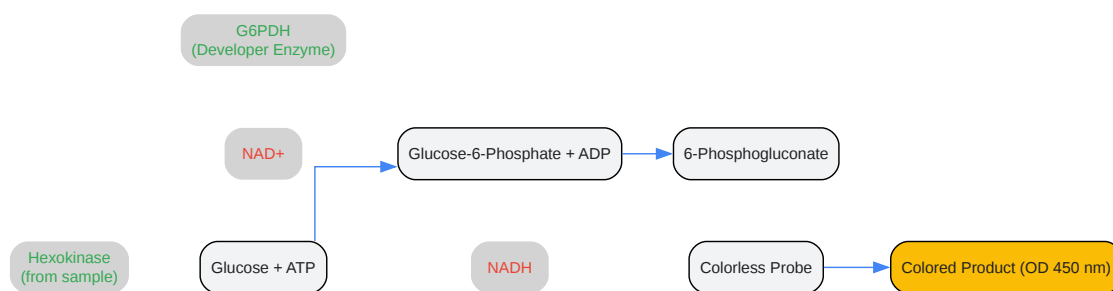 G6PDH
(Developer Enzyme)
NAD+
Glucose-6-Phosphate + ADP
6-Phosphogluconate
Hexokinase
(from sample)
Glucose + ATP
NADH
Colorless Probe
Colored Product (OD 450 nm)